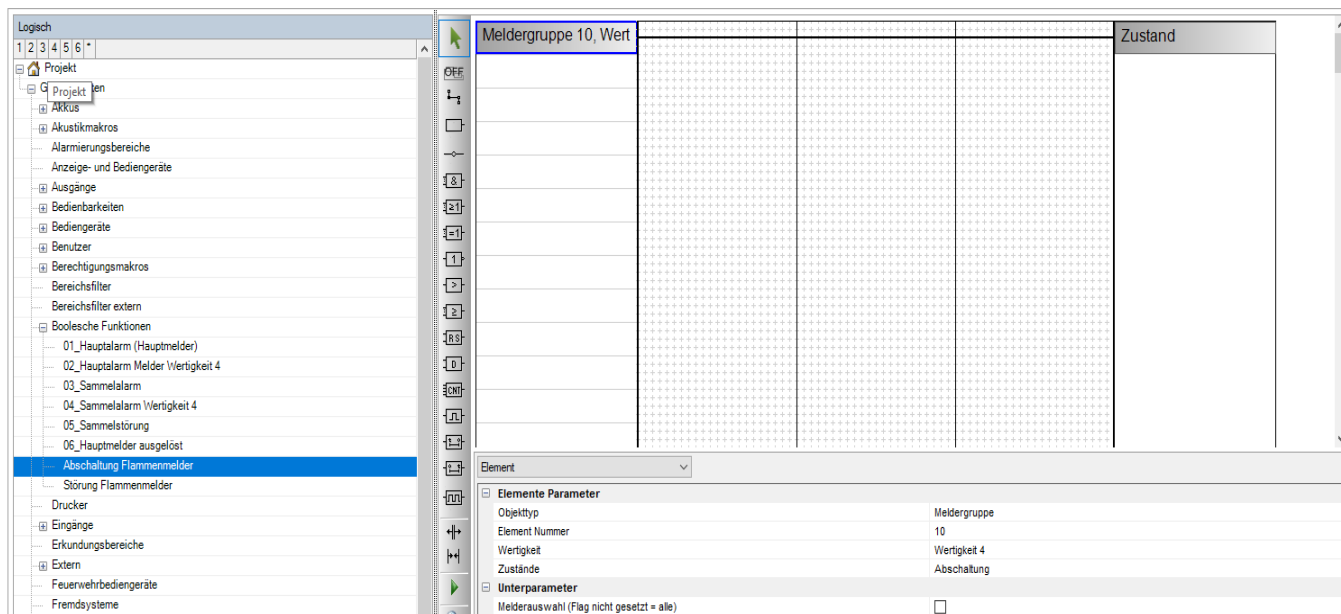 Logisch
1 2 3 4 5 6 *
Projekt
Projekt
Akkus
Akustikmakros
Alarmierungsbereiche
Anzeige- und Bediengeräte
Ausgänge
Bedienbarkeiten
Bediengeräte
Benutzer
Berechtigungsmakros
Bereichsfilter
Bereichsfilter extern
Boolesche Funktionen
01_Hauptalarm (Hauptmelder)
02_Hauptalarm Melder Wertigkeit 4
03_Sammelalarm
04_Sammelalarm Wertigkeit 4
05_Sammelstörung
06_Hauptmelder ausgelöst
Abschaltung Flammenmelder
Störung Flammenmelder
Drucker
Eingänge
Erkundungsbereiche
Extern
Feuerwehrbediengeräte
Fremdsysteme
OFF
&
≥1
=1
1
>
≥
RS
D
CNT
Meldergruppe 10, Wert
Zustand
Element
Elemente Parameter
Objekttyp Meldergruppe
Element Nummer 10
Wertigkeit Wertigkeit 4
Zustände Abschaltung
Unterparameter
Melderauswahl (Flag nicht gesetzt = alle)